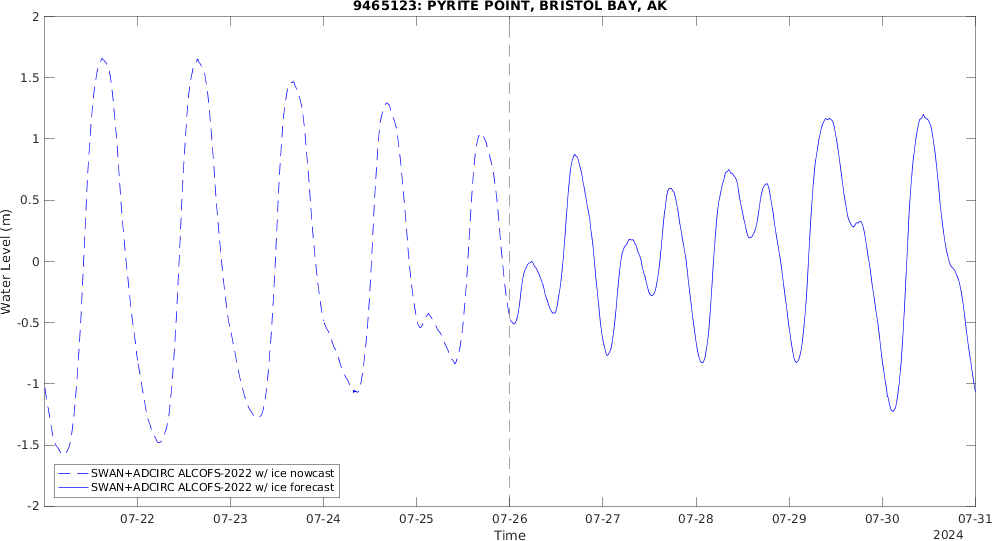 9465123: PYRITE POINT, BRISTOL BAY, AK
Water Level (m)
2
1.5
1
0.5
0
-0.5
-1
-1.5
-2
SWAN+ADCIRC ALCOFS-2022 w/ ice nowcast
SWAN+ADCIRC ALCOFS-2022 w/ ice forecast
07-22 07-23 07-24 07-25 07-26 07-27 07-28 07-29 07-30 07-31
Time
2024